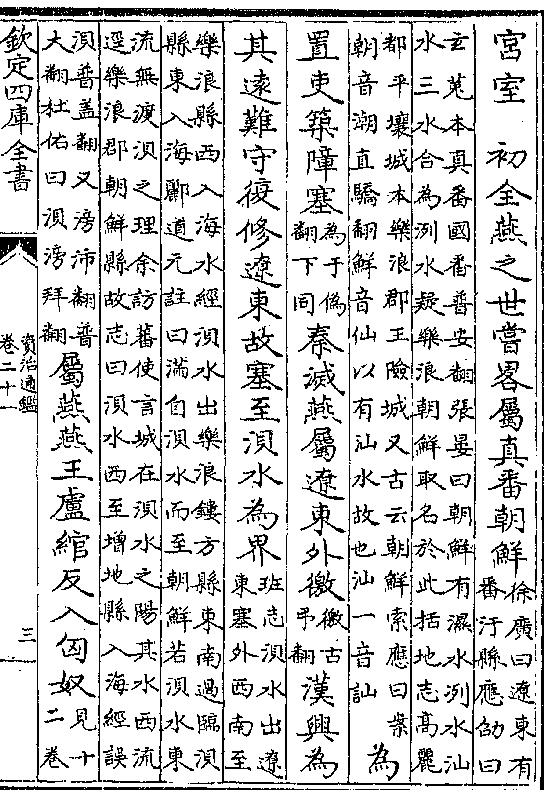 宮室　初全燕之世嘗畧屬真番朝鮮
徐廣曰遼東有
番汗縣應劭曰
玄菟本真番國番普安翻張晏曰朝鮮有濕水洌水汕
水三水合為洌水疑樂浪朝鮮取名於此括地志高麗
都平壤城本樂浪郡王險城又古云朝鮮索應曰案
朝音潮直驕翻鮮音仙以有汕水故也汕一音訕
為
置吏築障塞
為于偽
翻下同
秦滅燕屬遼東外徼
徼古
弔翻
漢興為
其遠難守復修遼東故塞至浿水為界
班志浿水出遼
東塞外西南至
樂浪縣西入海水經浿水出樂浪鏤方縣東南過臨浿
縣東入海酈道元註曰滿自浿水而至朝鮮若浿水東
流無渡浿之理余訪蕃使言城在浿水之陽其水西流
逕樂浪郡朝鮮縣故志曰浿水西至增地縣入海經誤
浿普蓋翻又滂沛翻普
大翻杜佑曰浿滂拜翻
屬燕燕王盧綰反入匈奴
見十
二卷
欽定四庫全書
資治通鑑
卷二十一
三